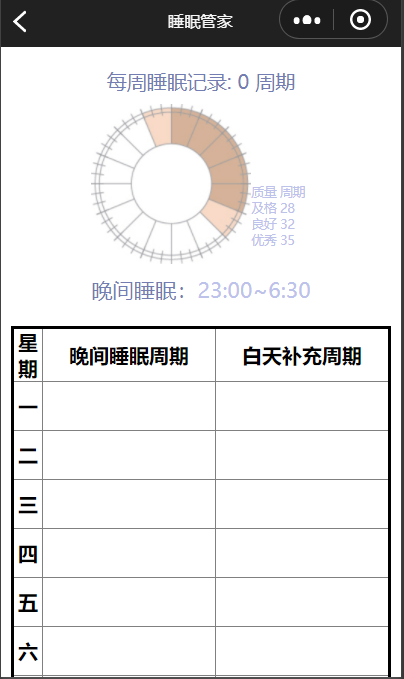 睡眠管家
每周睡眠记录: 0 周期
质量 周期
及格 28
良好 32
优秀 35
晚间睡眠：23:00~6:30
星期 晚间睡眠周期 白天补充周期
一
二
三
四
五
六